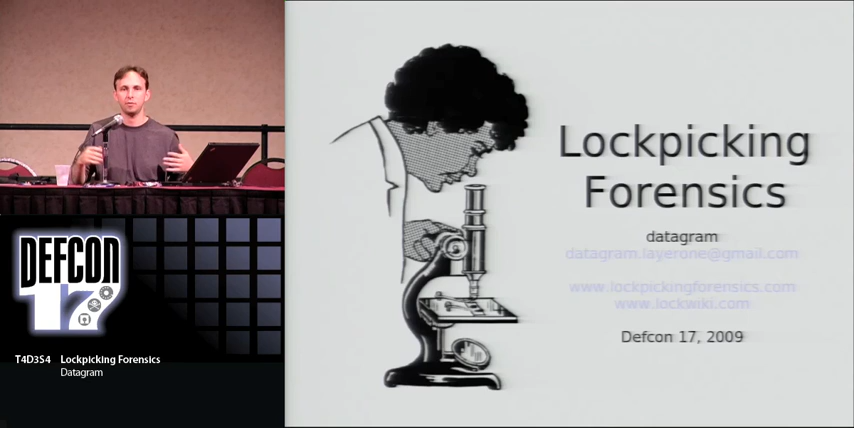 DEFCON
17
T4D3S4 Lockpicking Forensics
Datagram
Lockpicking
Forensics
datagram
datagram.layerone@gmail.com
www.lockpickingforensics.com
www.lockwiki.com
Defcon 17, 2009